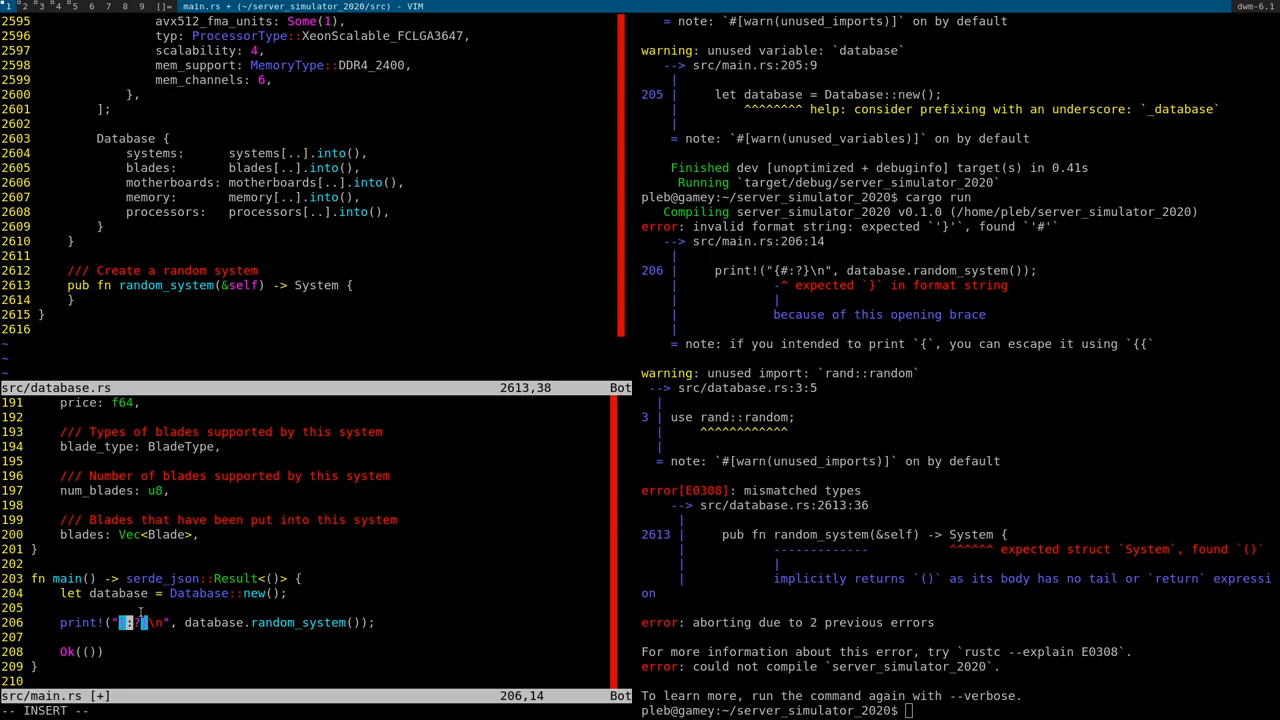 1 2 3 4 5 6 7 8 9 []= main.rs + (~/server_simulator_2020/src) - VIM dwm-6.1
2595 avx512_fma_units: Some(1),
2596 typ: ProcessorType::XeonScalable_FCLGA3647,
2597 scalability: 4,
2598 mem_support: MemoryType::DDR4_2400,
2599 mem_channels: 6,
2600 },
2601 ];
2602
2603 Database {
2604 systems: systems[..].into(),
2605 blades: blades[..].into(),
2606 motherboards: motherboards[..].into(),
2607 memory: memory[..].into(),
2608 processors: processors[..].into(),
2609 }
2610 }
2611
2612 /// Create a random system
2613 pub fn random_system(&self) -> System {
2614 }
2615 }
2616
~
~
~
src/database.rs 2613,38 Bot
191 price: f64,
192
193 /// Types of blades supported by this system
194 blade_type: BladeType,
195
196 /// Number of blades supported by this system
197 num_blades: u8,
198
199 /// Blades that have been put into this system
200 blades: Vec<Blade>,
201 }
202
203 fn main() -> serde_json::Result<()> {
204 let database = Database::new();
205
206 print!("{:?}\n", database.random_system());
207
208 Ok(())
209 }
210
src/main.rs [+] 206,14 Bot
-- INSERT --
= note: `#[warn(unused_imports)]` on by default
warning: unused variable: `database`
--> src/main.rs:205:9
|
205 | let database = Database::new();
| ^^^^^^^^ help: consider prefixing with an underscore: `_database`
|
= note: `#[warn(unused_variables)]` on by default
Finished dev [unoptimized + debuginfo] target(s) in 0.41s
Running `target/debug/server_simulator_2020`
pleb@gamey:~/server_simulator_2020$ cargo run
Compiling server_simulator_2020 v0.1.0 (/home/pleb/server_simulator_2020)
error: invalid format string: expected `'}'`, found `'#'`
--> src/main.rs:206:14
|
206 | print!("{#:?}\n", database.random_system());
| -^ expected `}` in format string
| |
| because of this opening brace
|
= note: if you intended to print `{`, you can escape it using `{{`
warning: unused import: `rand::random`
--> src/main.rs:3:5
|
3 | use rand::random;
| ^^^^^^^^^^^^
|
= note: `#[warn(unused_imports)]` on by default
error[E0308]: mismatched types
--> src/database.rs:2613:36
|
2613 | pub fn random_system(&self) -> System {
| ------------- ^^^^^^ expected struct `System`, found `()`
| |
| implicitly returns `()` as its body has no tail or `return` expressi
on
error: aborting due to 2 previous errors
For more information about this error, try `rustc --explain E0308`.
error: could not compile `server_simulator_2020`.
To learn more, run the command again with --verbose.
pleb@gamey:~/server_simulator_2020$